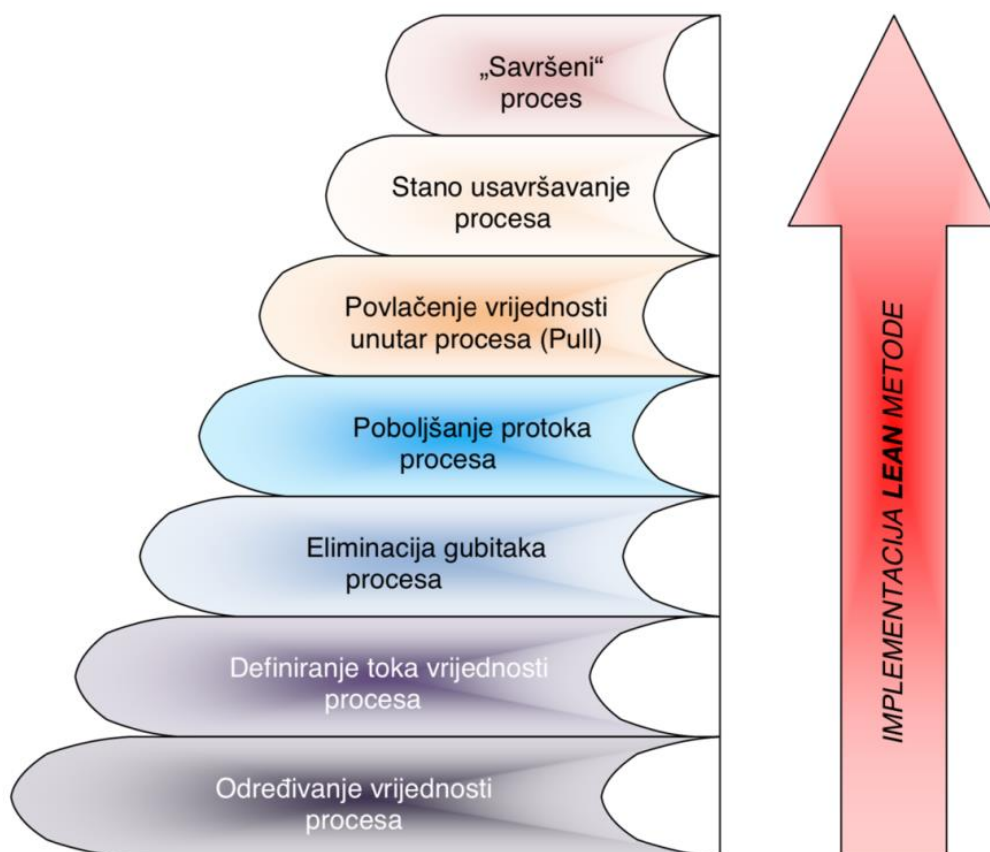 „Savršeni“
proces
Stano usavršavanje
procesa
Povlačenje vrijednosti
unutar procesa (Pull)
Poboljšanje protoka
procesa
Eliminacija gubitaka
procesa
Definiranje toka vrijednosti
procesa
Određivanje vrijednosti
procesa
IMPLEMENTACIJA LEAN METODE